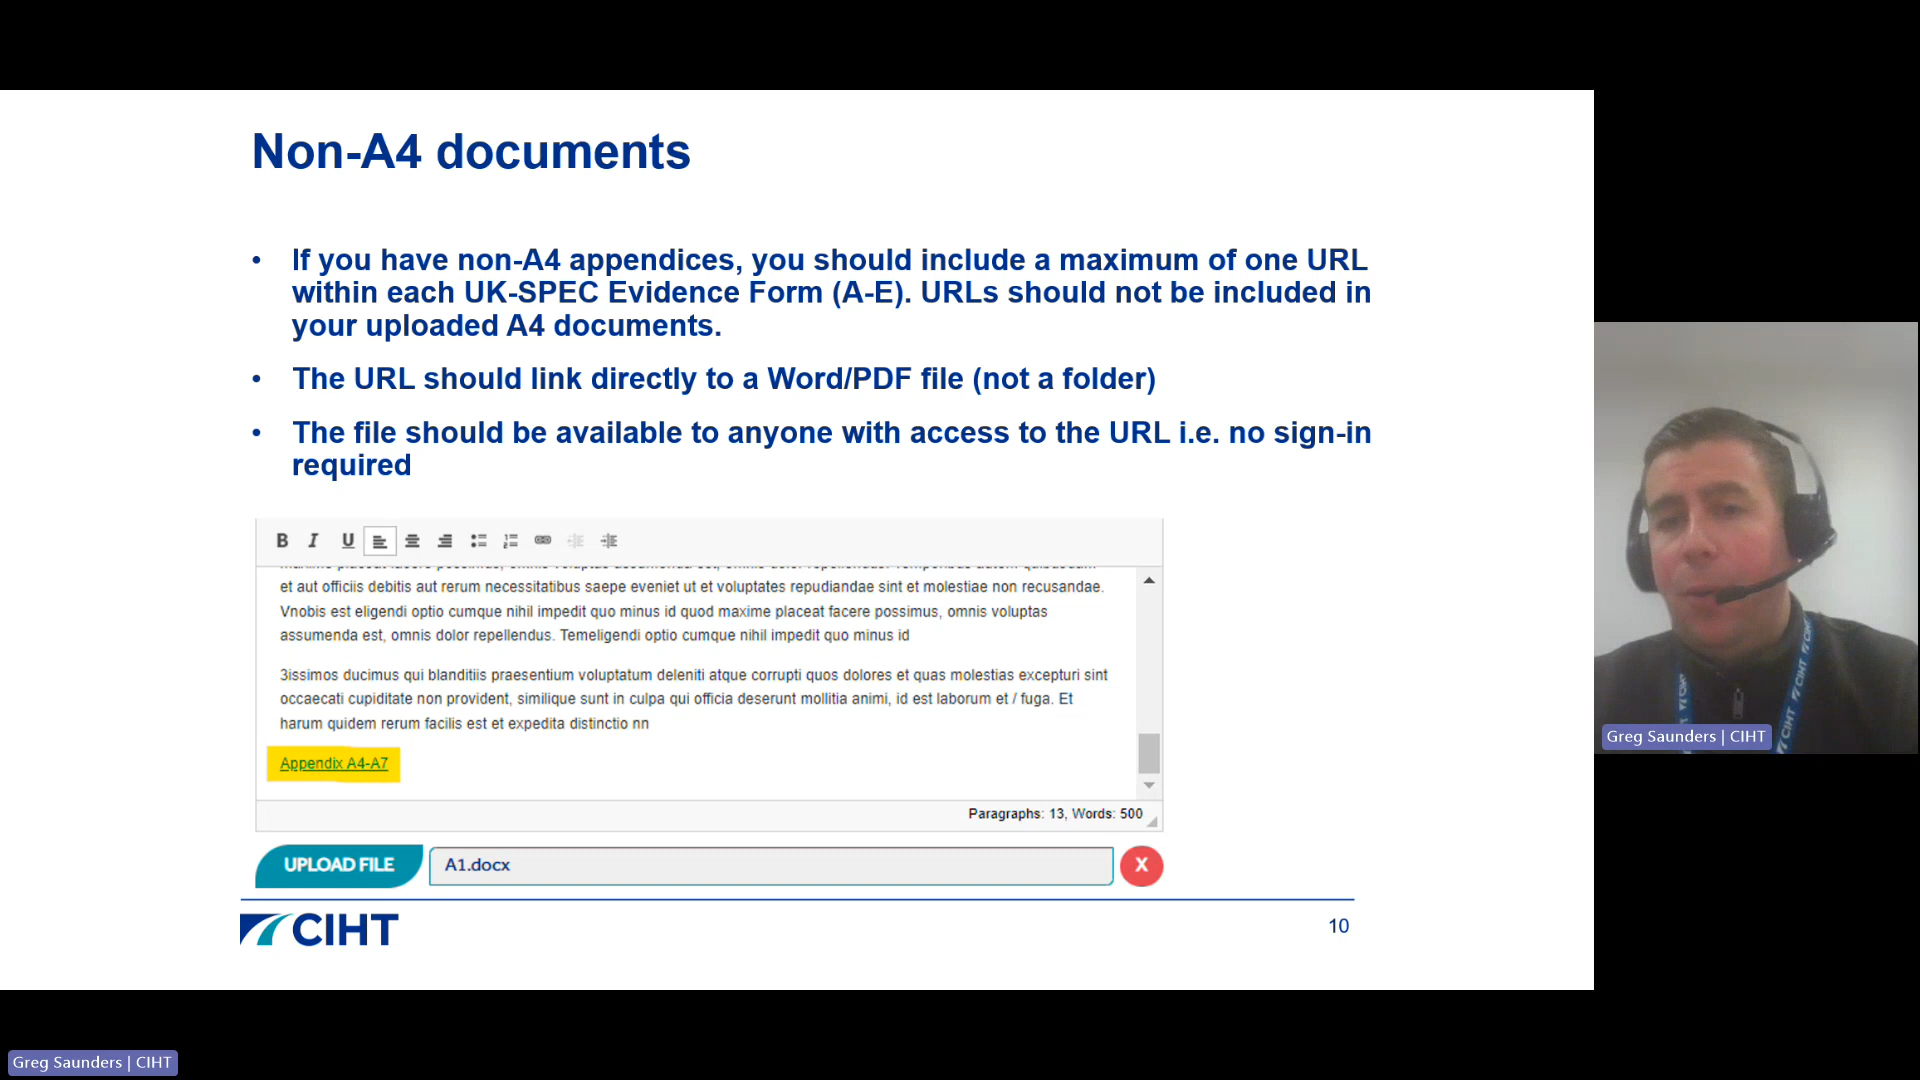 Non-A4 documents
• If you have non-A4 appendices, you should include a maximum of one URL
within each UK-SPEC Evidence Form (A-E). URLs should not be included in
your uploaded A4 documents.
• The URL should link directly to a Word/PDF file (not a folder)
• The file should be available to anyone with access to the URL i.e. no sign-in
required
B I U
et aut officiis debitis aut rerum necessitatibus saepe eveniet ut et voluptates repudiandae sint et molestiae non recusandae.
Vnobis est eligendi optio cumque nihil impedit quo minus id quod maxime placeat facere possimus, omnis voluptas
assumenda est, omnis dolor repellendus. Temeligendi optio cumque nihil impedit quo minus id
3issimos ducimus qui blanditiis praesentium voluptatum deleniti atque corrupti quos dolores et quas molestias excepturi sint
occaecati cupiditate non provident, similique sunt in culpa qui officia deserunt mollitia animi, id est laborum et / fuga. Et
harum quidem rerum facilis est et expedita distinctio nn
Appendix A4-A7
Paragraphs: 13, Words: 500
UPLOAD FILE A1.docx X
CIHT
10
Greg Saunders | CIHT
Greg Saunders | CIHT